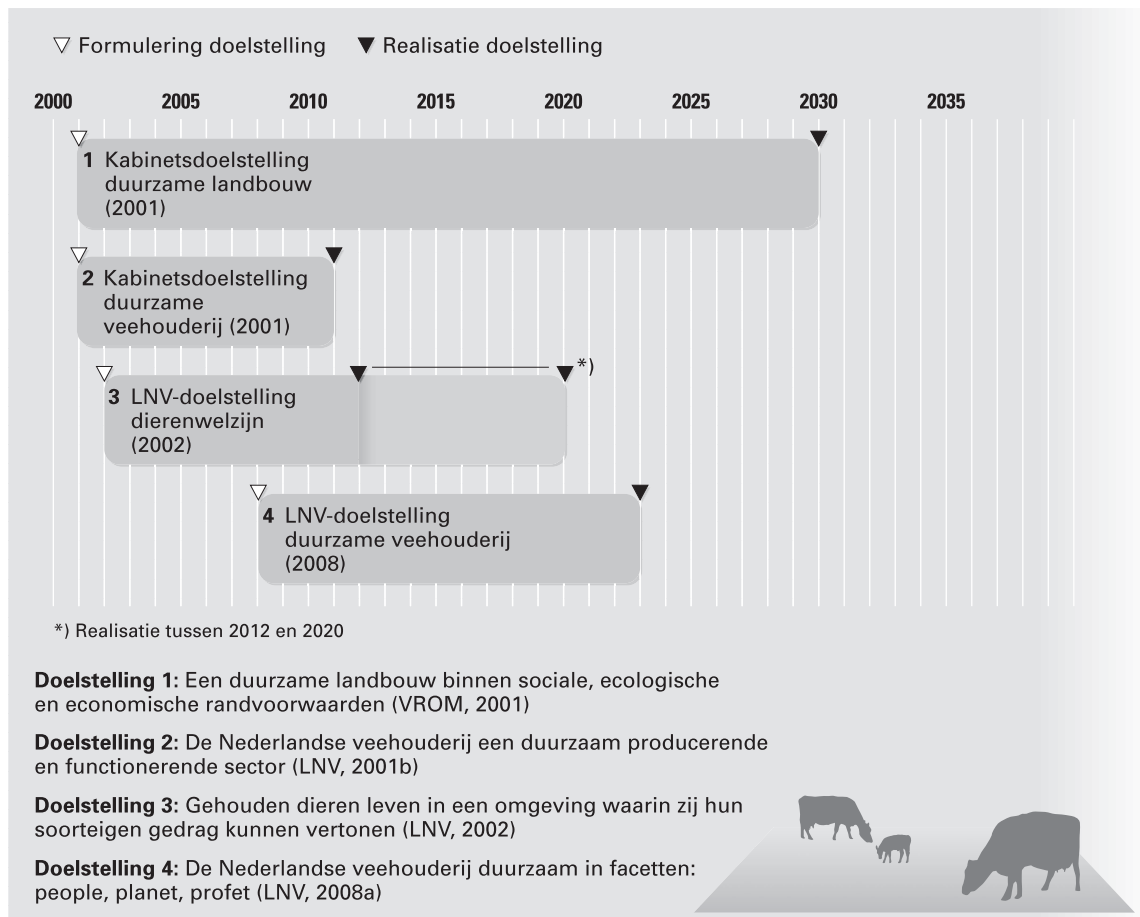 ▽ Formulering doelstelling ▼ Realisatie doelstelling
2000 2005 2010 2015 2020 2025 2030 2035
1 Kabinetsdoelstelling
duurzame landbouw
(2001)
2 Kabinetsdoelstelling
duurzame
veehouderij (2001)
*)
3 LNV-doelstelling
dierenwelzijn
(2002)
4 LNV-doelstelling
duurzame veehouderij
(2008)
*) Realisatie tussen 2012 en 2020
Doelstelling 1: Een duurzame landbouw binnen sociale, ecologische
en economische randvoorwaarden (VROM, 2001)
Doelstelling 2: De Nederlandse veehouderij een duurzaam producerende
en functionerende sector (LNV, 2001b)
Doelstelling 3: Gehouden dieren leven in een omgeving waarin zij hun
soorteigen gedrag kunnen vertonen (LNV, 2002)
Doelstelling 4: De Nederlandse veehouderij duurzaam in facetten:
people, planet, profet (LNV, 2008a)